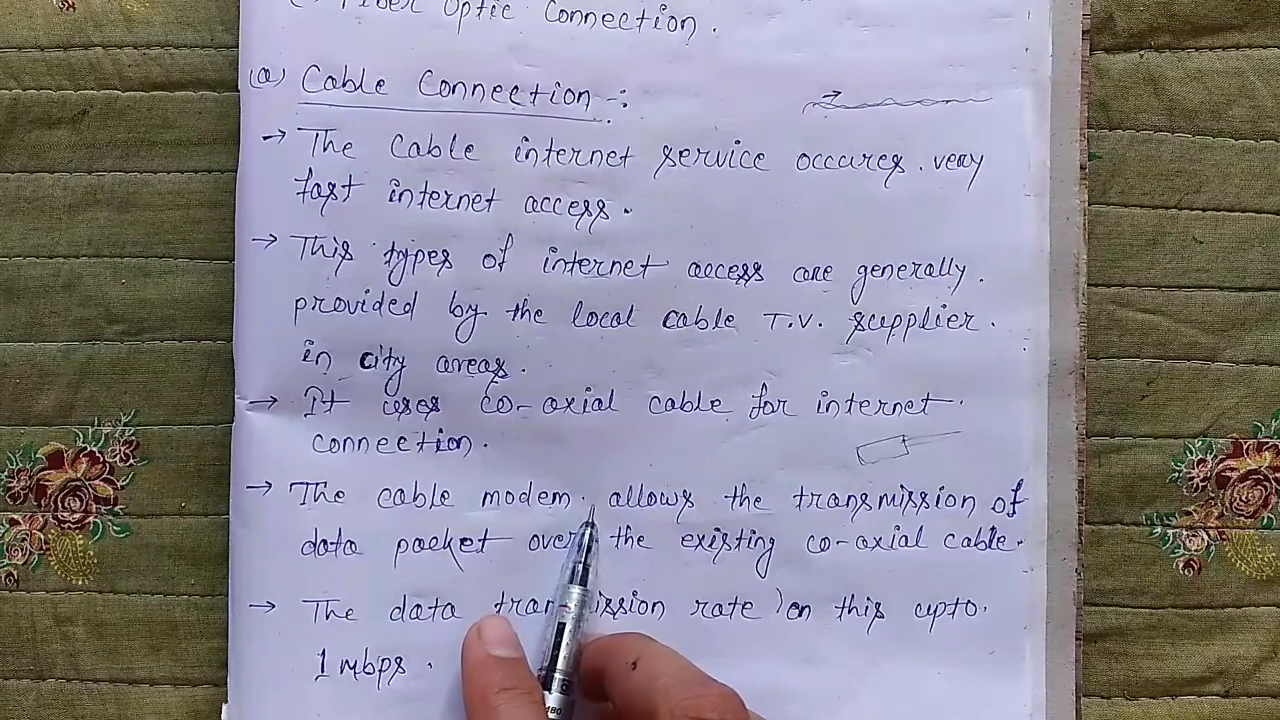 Fiber Optic Connection.
(a) Cable Connection -:
→ The Cable internet service occures. very
fast internet access.
→ This types of internet access are generally.
provided by the local cable T.V. supplier.
in city areas.
→ It uses co-axial cable for internet.
connection.
→ The cable modem. allows the transmission of
data packet over the existing co-axial cable.
→ The data transmission rate on this upto.
1 mbps.